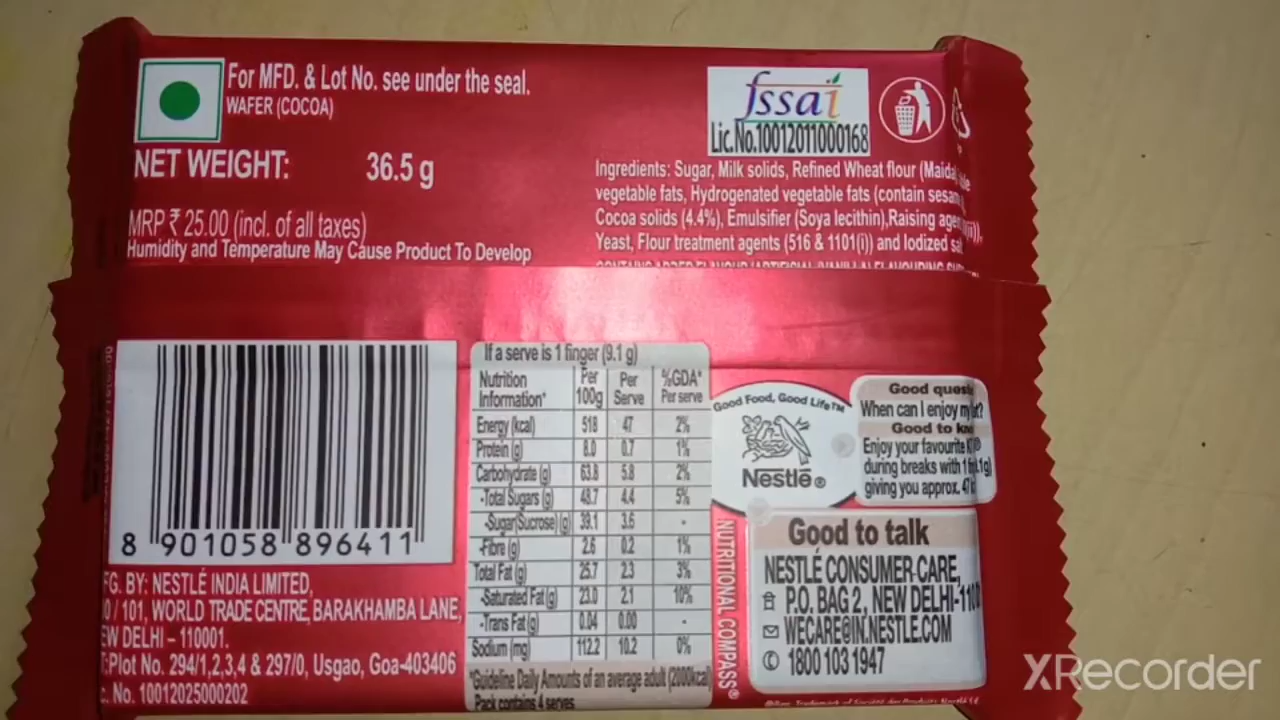 For MFD. & Lot No. see under the seal.
WAFER (COCOA)
NET WEIGHT: 36.5 g
MRP ₹ 25.00 (incl. of all taxes)
Humidity and Temperature May Cause Product To Develop
fssai
Lic.No.10012011000168
Ingredients: Sugar, Milk solids, Refined Wheat flour (Maida)
vegetable fats, Hydrogenated vegetable fats (contain
Cocoa solids (4.4%), Emulsifier (Soya lecithin),Raising
Yeast, Flour treatment agents (516 & 1101(i)) and Iodized
8 901058 896411
FG. BY: NESTLÉ INDIA LIMITED,
0 / 101, WORLD TRADE CENTRE, BARAKHAMBA LANE,
EW DELHI – 110001.
:Plot No. 294/1,2,3,4 & 297/0, Usgao, Goa-403406
. No. 10012025000202
If a serve is 1 finger (9.1 g)
Nutrition Information* Per 100g Per Serve %GDA* Per serve
Energy (kcal) 518 47 2%
Protein (g) 8.0 0.7 1%
Carbohydrate (g) 63.8 5.8 2%
-Total Sugars (g) 48.7 4.4 5%
-Sugar(Sucrose) (g) 39.1 3.6 -
-Fibre (g) 2.6 0.2 1%
Total Fat (g) 25.7 2.3 3%
-Saturated Fat (g) 23.0 2.1 10%
-Trans Fat (g) 0.04 0.00 -
Sodium (mg) 112.2 10.2 0%
*Guideline Daily Amounts of an average adult (2000kcal)
Pack contains 4 serves
NUTRITIONAL COMPASS®
Good Food, Good Life™
Nestlé®
Good
When can I enjoy
Good to
Enjoy your favourite
during breaks with 1
giving you approx. 47
Good to talk
NESTLÉ CONSUMER CARE,
P.O. BAG 2, NEW DELHI-110
WECARE@IN.NESTLE.COM
1800 103 1947
XRecorder